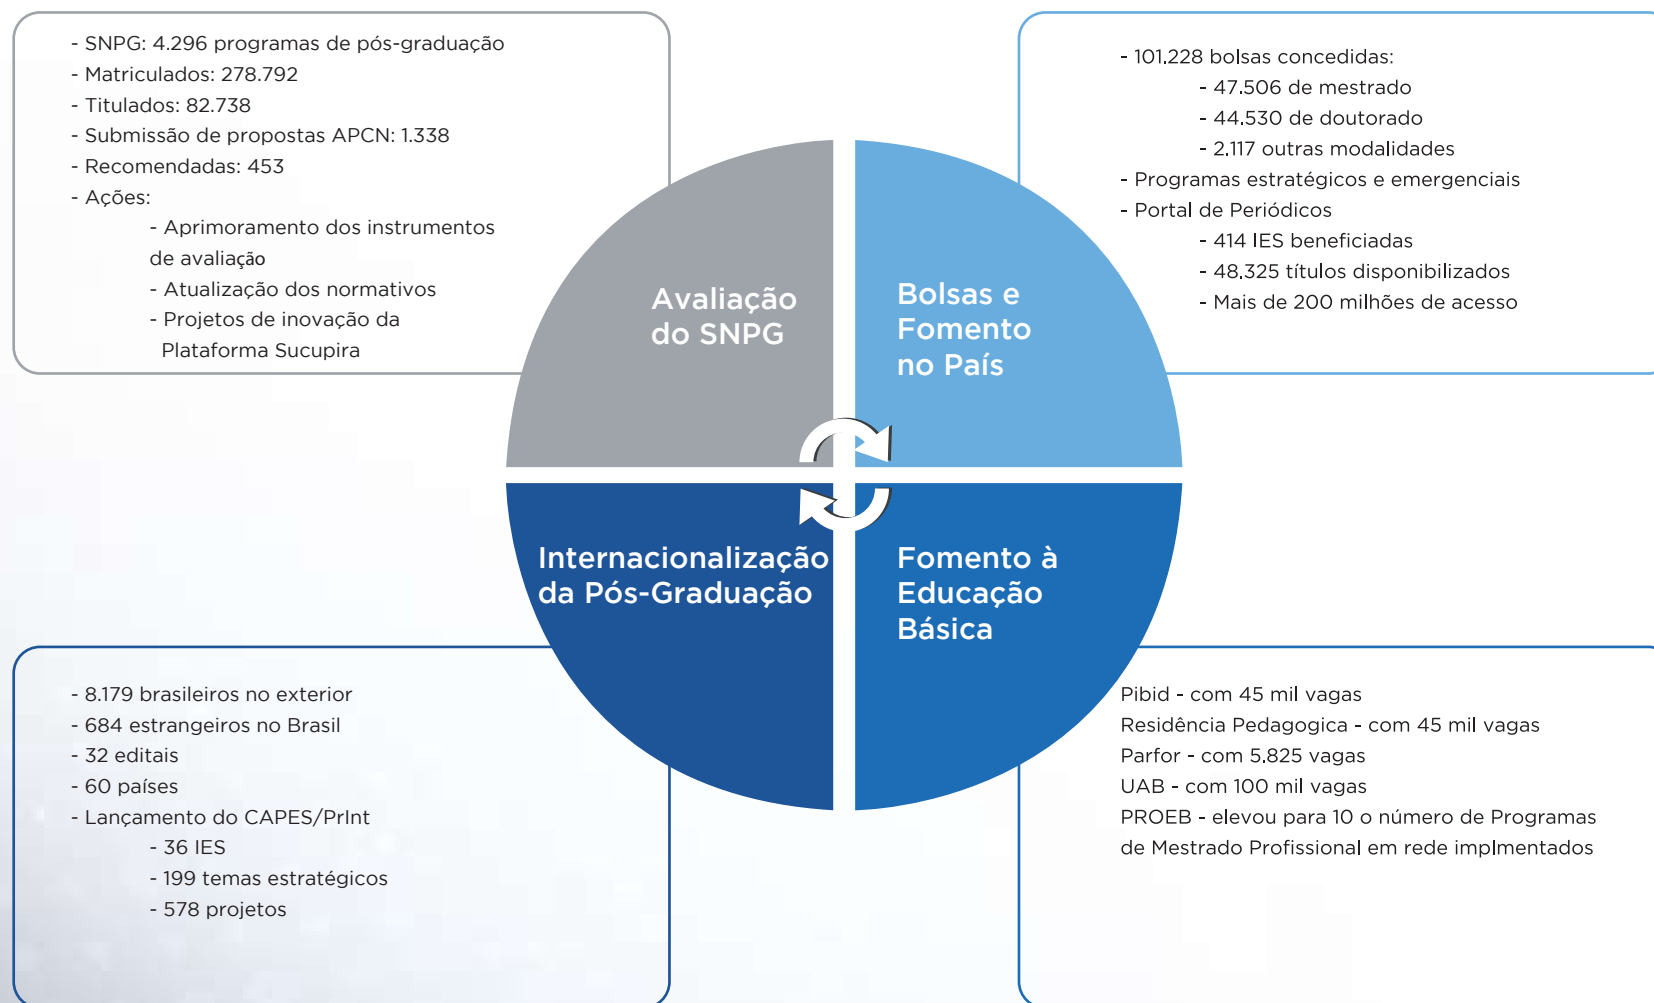 - SNPG: 4.296 programas de pós-graduação
- Matriculados: 278.792
- Titulados: 82.738
- Submissão de propostas APCN: 1.338
- Recomendadas: 453
- Ações:
- Aprimoramento dos instrumentos
de avaliação
- Atualização dos normativos
- Projetos de inovação da
Plataforma Sucupira
- 101.228 bolsas concedidas:
- 47.506 de mestrado
- 44.530 de doutorado
- 2.117 outras modalidades
- Programas estratégicos e emergenciais
- Portal de Periódicos
- 414 IES beneficiadas
- 48.325 títulos disponibilizados
- Mais de 200 milhões de acesso
Avaliação
do SNPG
Bolsas e
Fomento
no País
Internacionalização
da Pós-Graduação
Fomento à
Educação
Básica
- 8.179 brasileiros no exterior
- 684 estrangeiros no Brasil
- 32 editais
- 60 países
- Lançamento do CAPES/PrInt
- 36 IES
- 199 temas estratégicos
- 578 projetos
Pibid - com 45 mil vagas
Residência Pedagogica - com 45 mil vagas
Parfor - com 5.825 vagas
UAB - com 100 mil vagas
PROEB - elevou para 10 o número de Programas
de Mestrado Profissional em rede implmentados